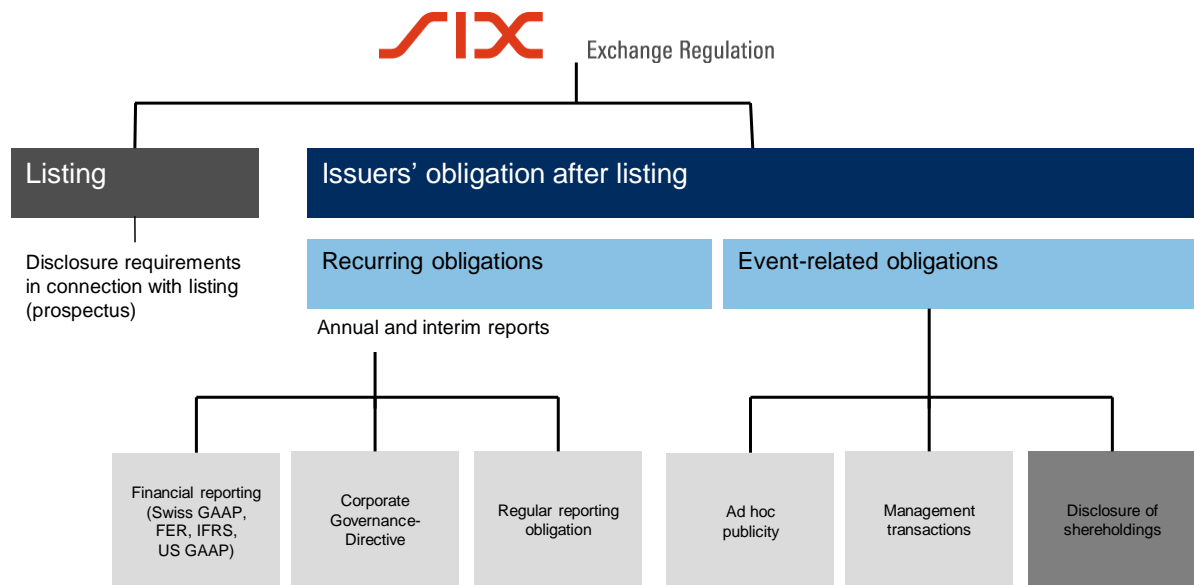 SIX Exchange Regulation
Listing
Issuers’ obligation after listing
Disclosure requirements
in connection with listing
(prospectus)
Recurring obligations
Event-related obligations
Annual and interim reports
Financial reporting
(Swiss GAAP,
FER, IFRS,
US GAAP)
Corporate
Governance-
Directive
Regular reporting
obligation
Ad hoc
publicity
Management
transactions
Disclosure of
shereholdings